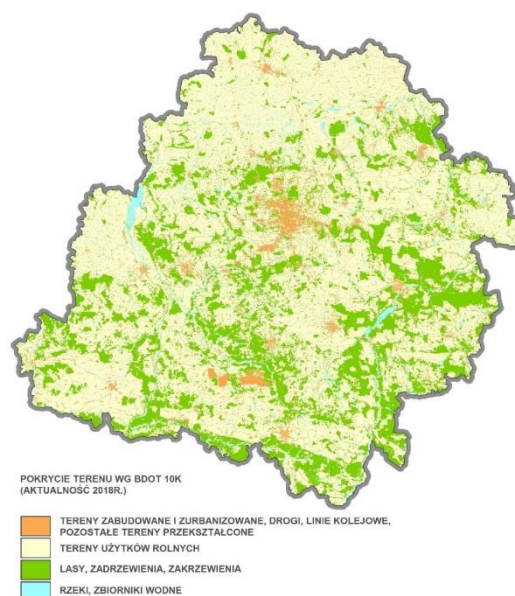 POKRYCIE TERENU WG BDOT 10K
(AKTUALNOŚĆ 2018R.)
TERENY ZABUDOWANE I ZURBANIZOWANE, DROGI, LINIE KOLEJOWE,
POZOSTAŁE TERENY PRZEKSZTAŁCONE
TERENY UŻYTKÓW ROLNYCH
LASY, ZADRZEWIENIA, ZAKRZEWIENIA
RZEKI, ZBIORNIKI WODNE